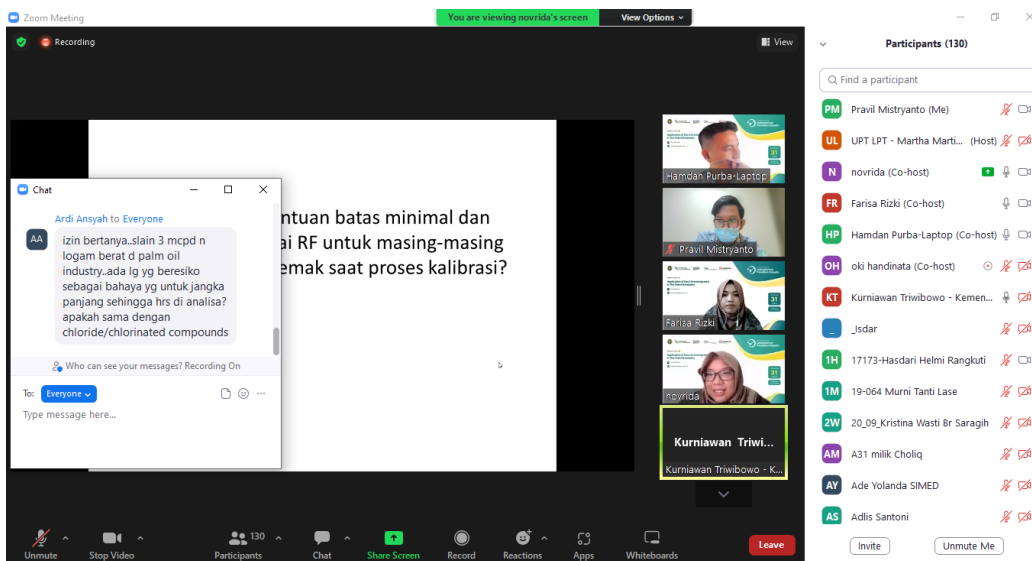 Zoom Meeting
You are viewing novrida's screen
View Options
Recording
View
Chat
Ardi Ansyah to Everyone
AA
izin bertanya..slain 3 mcpd n
logam berat d palm oil
industry..ada lg yg beresiko
sebagai bahaya yg untuk jangka
panjang sehingga hrs di analisa?
apakah sama dengan
chloride/chlorinated compounds
Who can see your messages? Recording On
To: Everyone
Type message here...
ntuan batas minimal dan
ai RF untuk masing-masing
emak saat proses kalibrasi?
Hamdan Purba-Laptop
Pravil Mistryanto
Farisa Rizki
novrida
Kurniawan Triwi...
Kurniawan Triwibowo - K...
Unmute
Stop Video
130
Participants
Chat
Share Screen
Record
Reactions
Apps
Whiteboards
Leave
Participants (130)
Find a participant
PM Pravil Mistryanto (Me)
UL UPT LPT - Martha Marti... (Host)
N novrida (Co-host)
FR Farisa Rizki (Co-host)
HP Hamdan Purba-Laptop (Co-host)
OH oki handinata (Co-host)
KT Kurniawan Triwibowo - Kemen...
_ _Isdar
1H 17173-Hasdari Helmi Rangkuti
1M 19-064 Murni Tanti Lase
2W 20_09_Kristina Wasti Br Saragih
AM A31 milik Choliq
AY Ade Yolanda SIMED
AS Adlis Santoni
Invite
Unmute Me